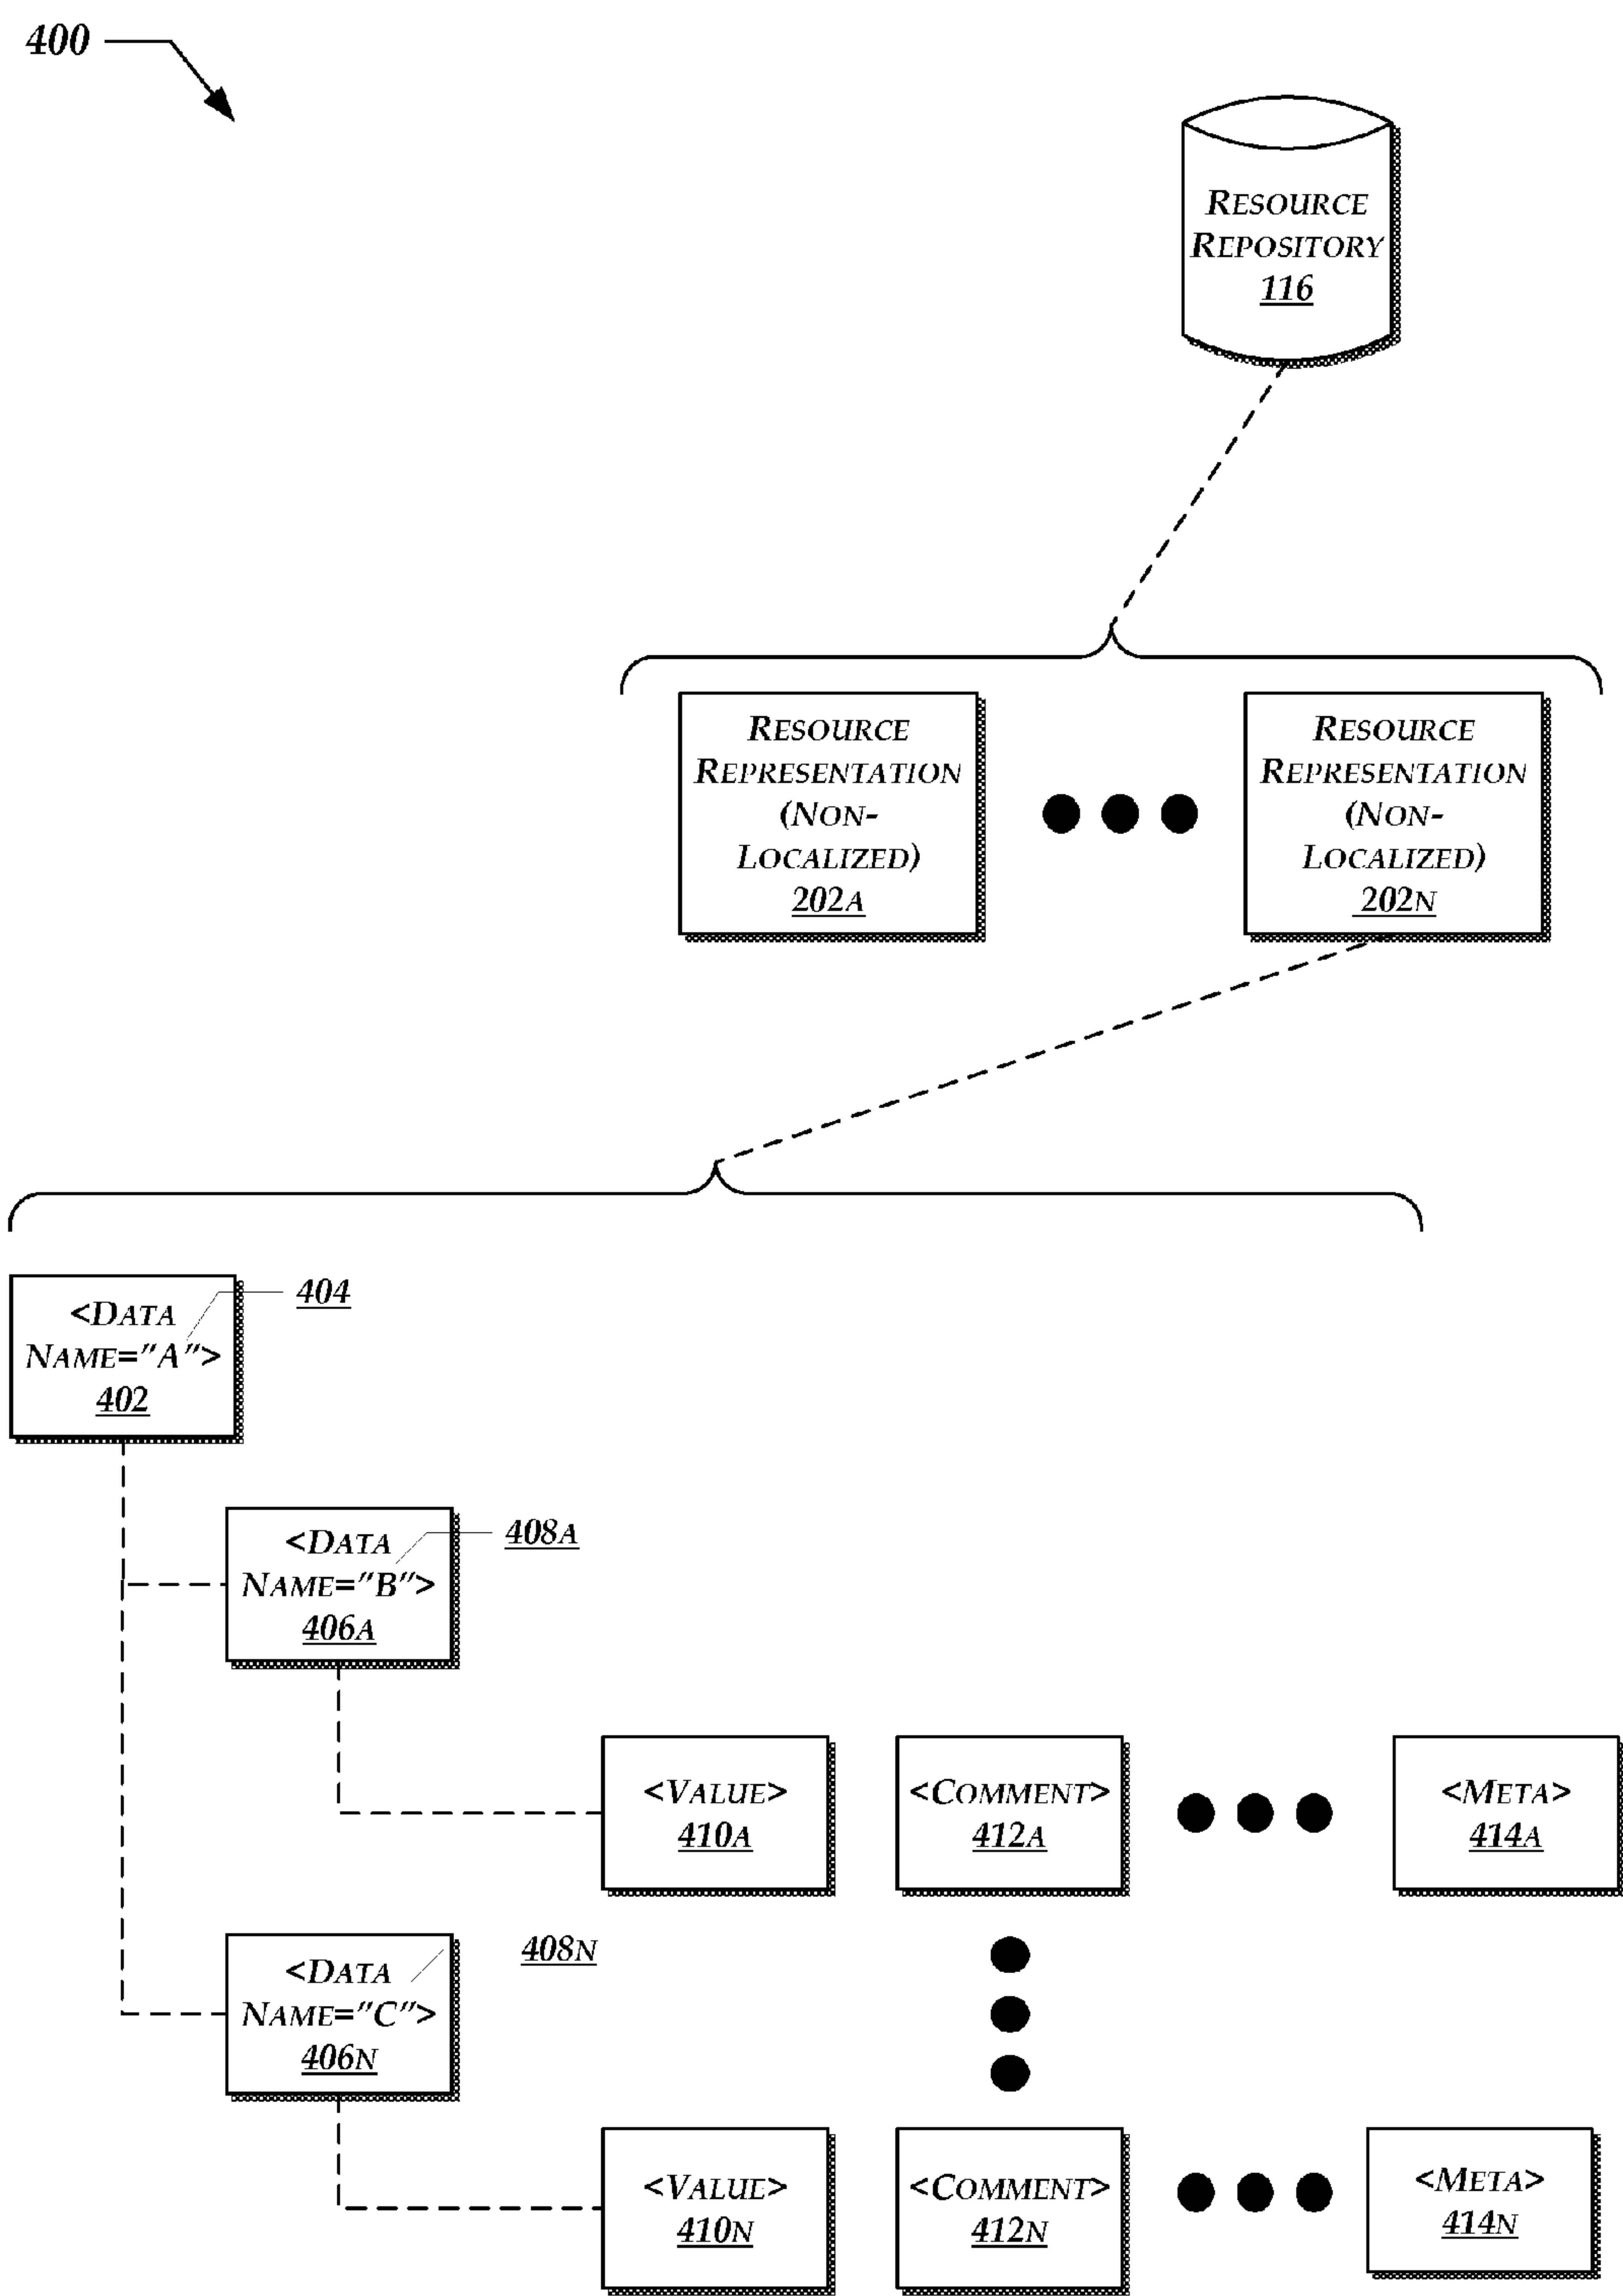 400
RESOURCE
REPOSITORY
116
RESOURCE
REPRESENTATION
(NON-
LOCALIZED)
202A
RESOURCE
REPRESENTATION
(NON-
LOCALIZED)
202N
<DATA
NAME="A">
402
404
<DATA
NAME="B">
406A
408A
<VALUE>
410A
<COMMENT>
412A
<META>
414A
<DATA
NAME="C">
406N
408N
<VALUE>
410N
<COMMENT>
412N
<META>
414N